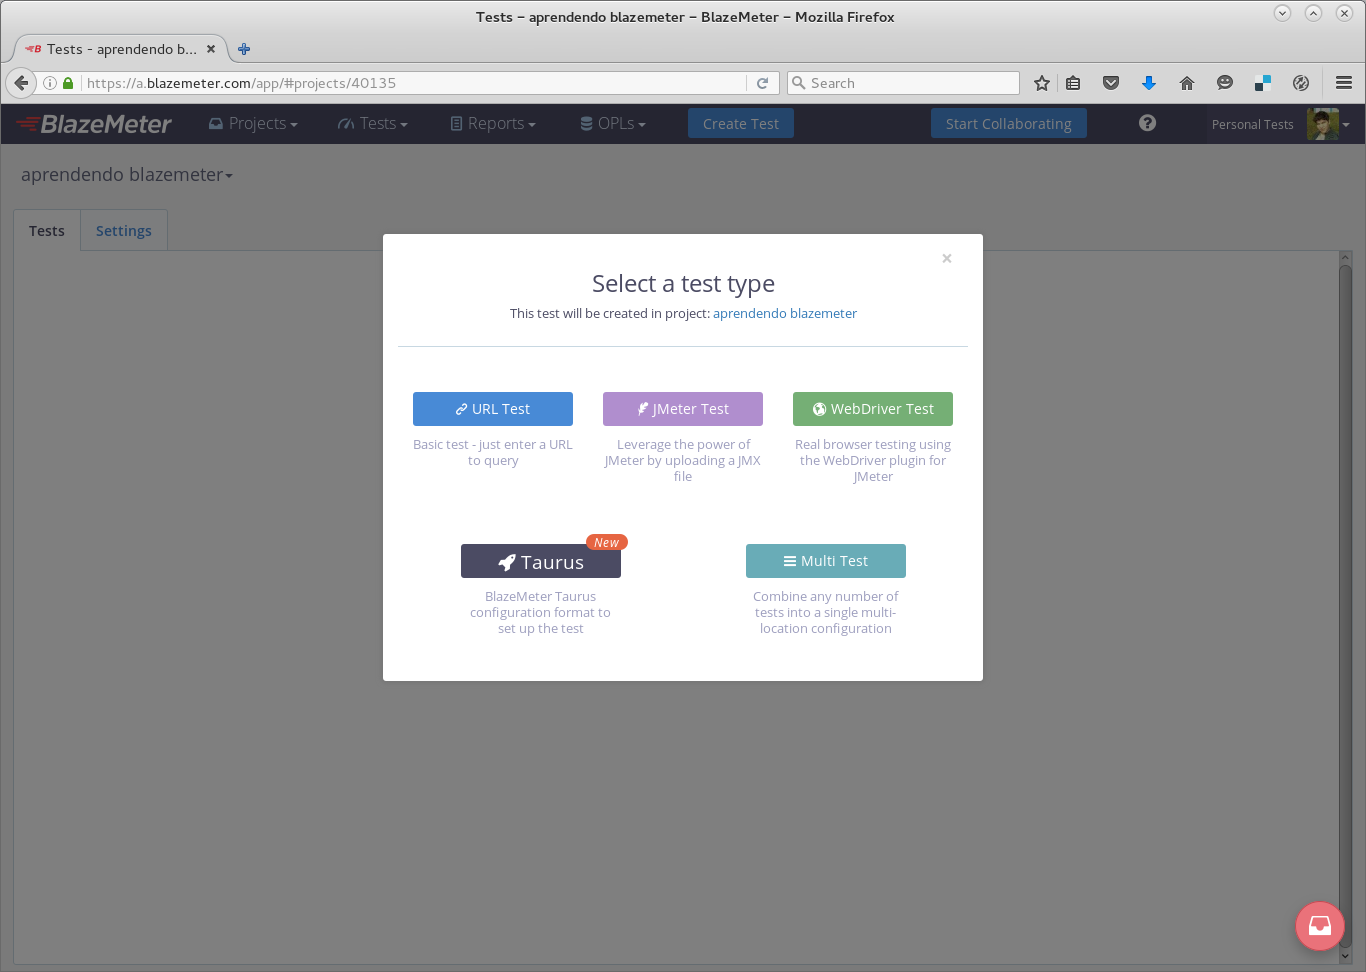 Tests – aprendendo blazemeter – BlazeMeter – Mozilla Firefox
Tests - aprendendo b...
https://a.blazemeter.com/app/#projects/40135
Search
BlazeMeter
Projects
Tests
Reports
OPLs
Create Test
Start Collaborating
Personal Tests
aprendendo blazemeter
Tests
Settings
Select a test type
This test will be created in project: aprendendo blazemeter
URL Test
Basic test - just enter a URL
to query
JMeter Test
Leverage the power of
JMeter by uploading a JMX
file
WebDriver Test
Real browser testing using
the WebDriver plugin for
JMeter
New
Taurus
BlazeMeter Taurus
configuration format to
set up the test
Multi Test
Combine any number of
tests into a single multi-
location configuration